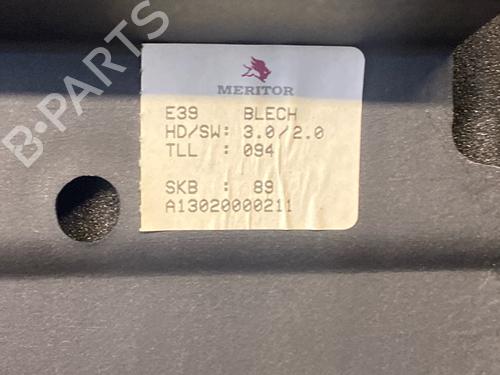 MERITOR
E39 BLECH
HD/SW: 3.0/2.0
TLL : 094
SKB : 89
A13020000211
B-PARTS